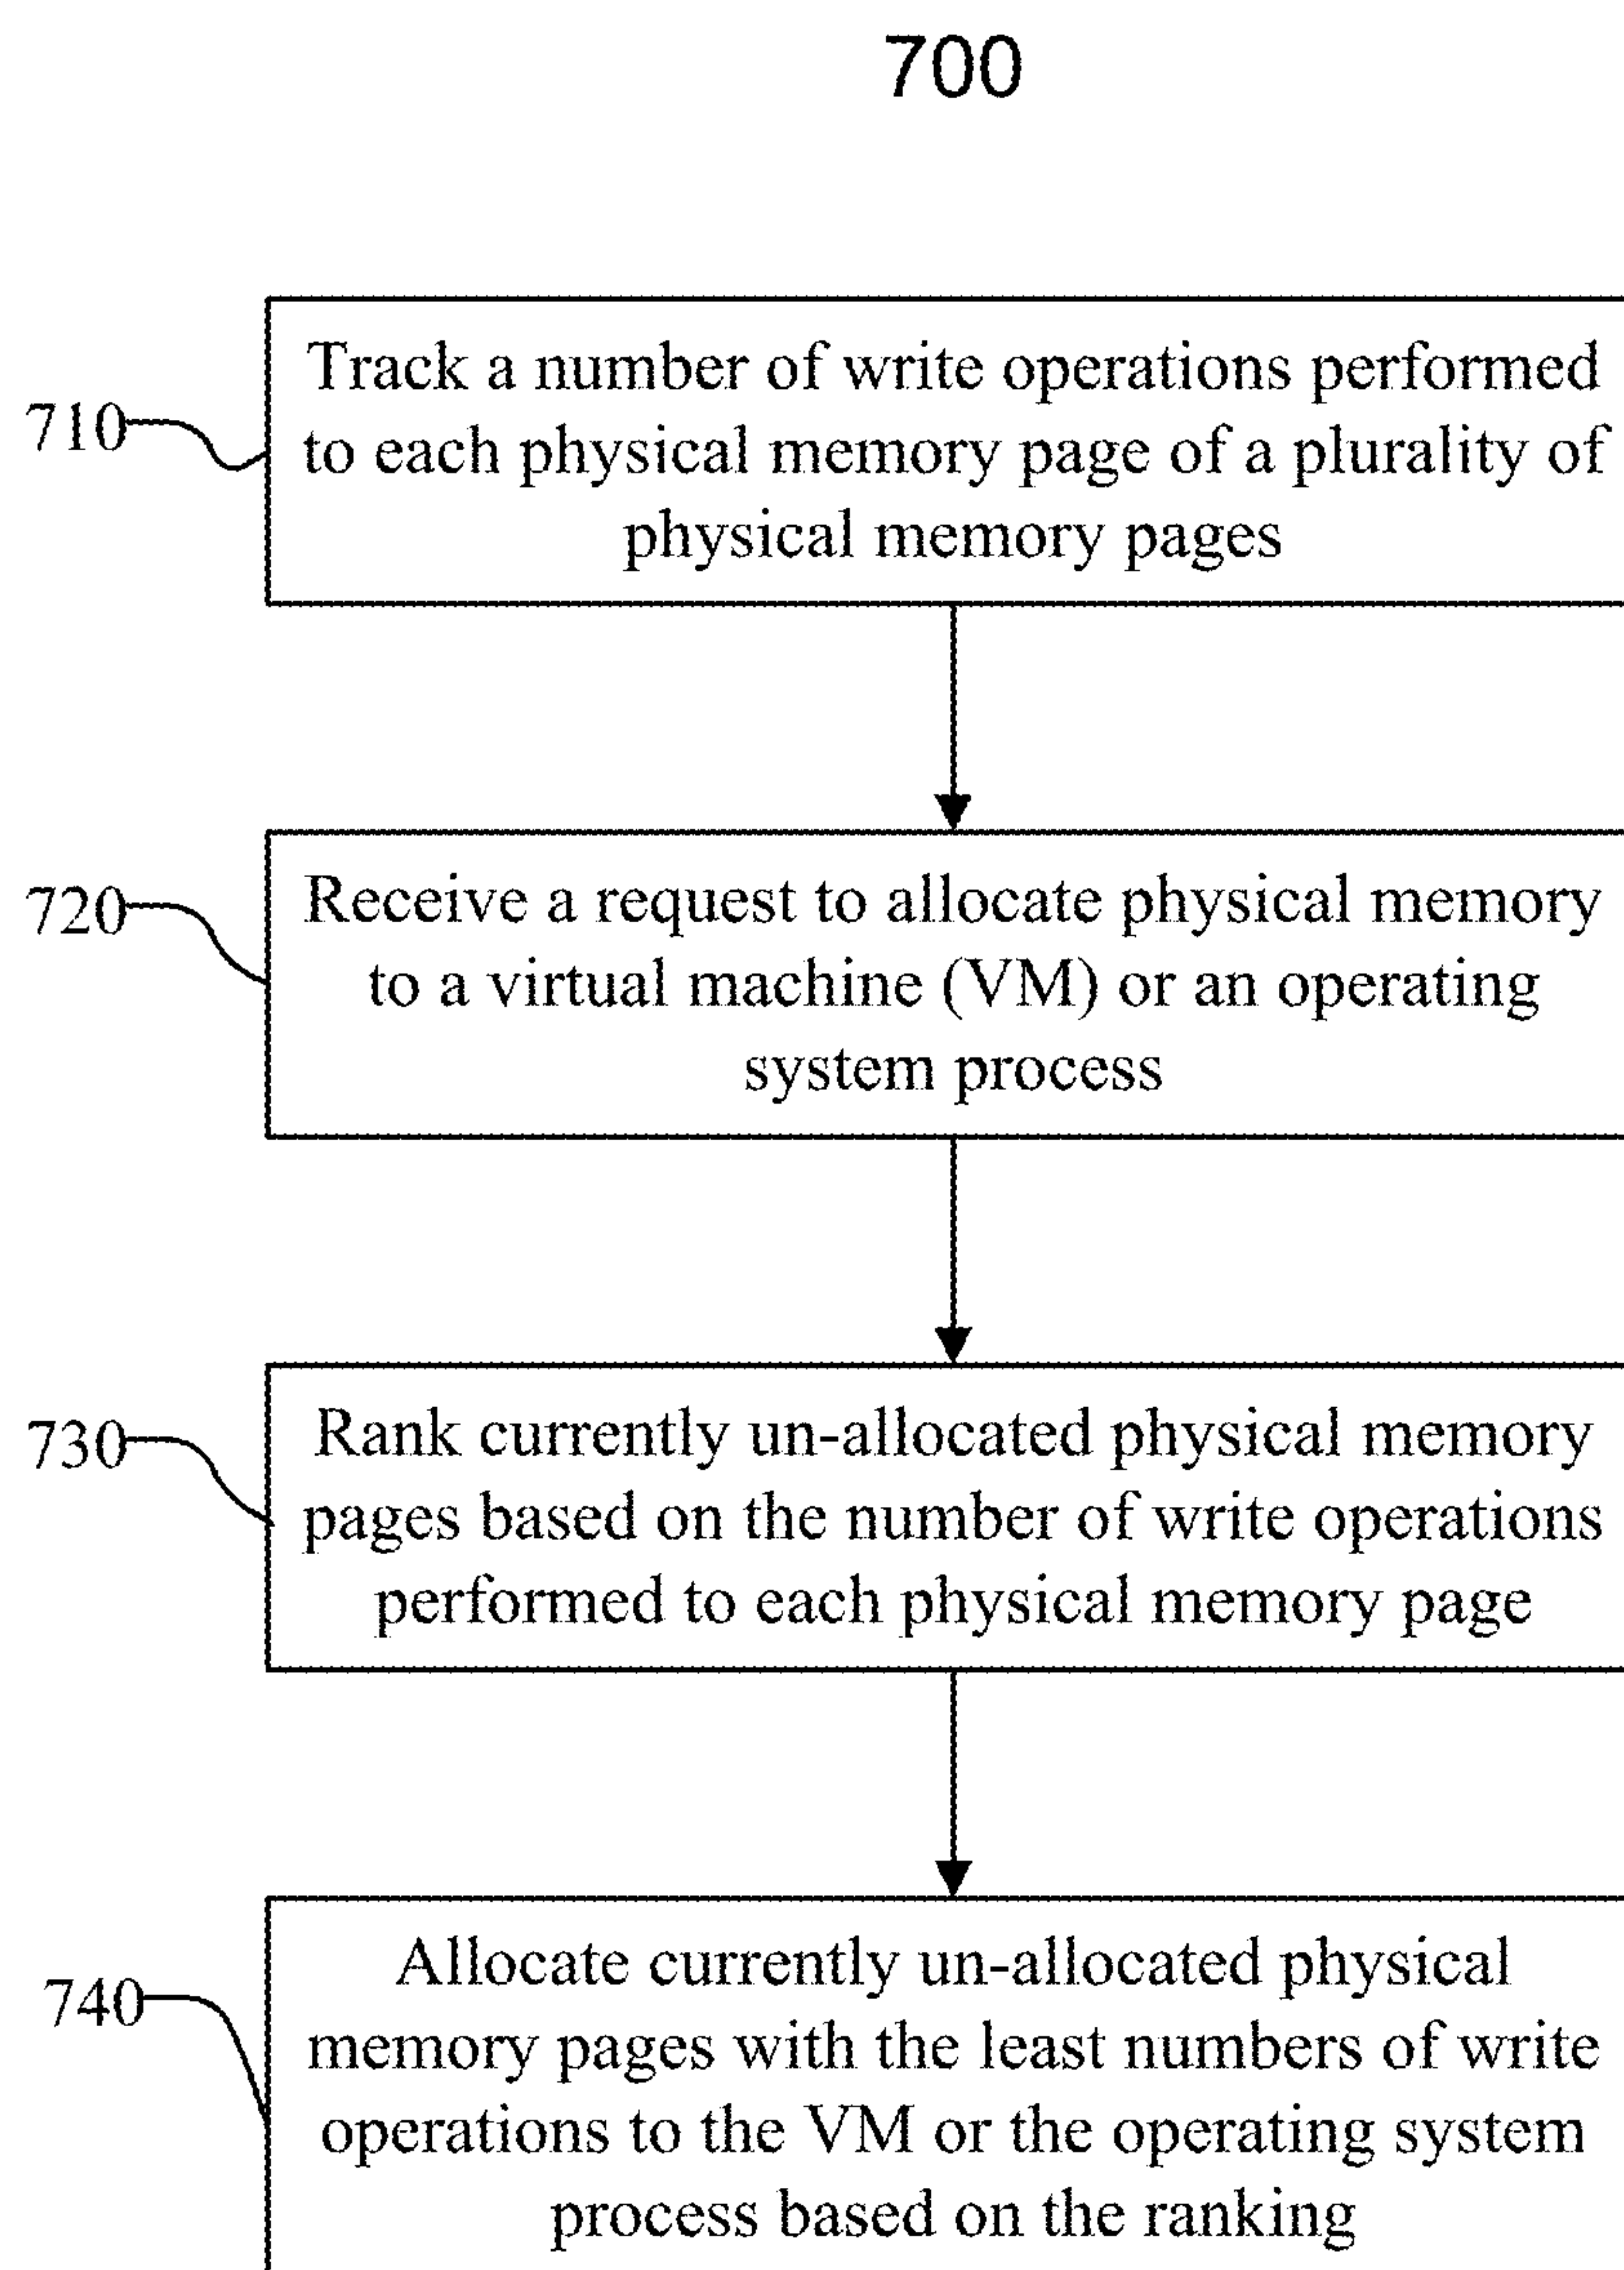 700
710
Track a number of write operations performed
to each physical memory page of a plurality of
physical memory pages
720
Receive a request to allocate physical memory
to a virtual machine (VM) or an operating
system process
730
Rank currently un-allocated physical memory
pages based on the number of write operations
performed to each physical memory page
740
Allocate currently un-allocated physical
memory pages with the least numbers of write
operations to the VM or the operating system
process based on the ranking